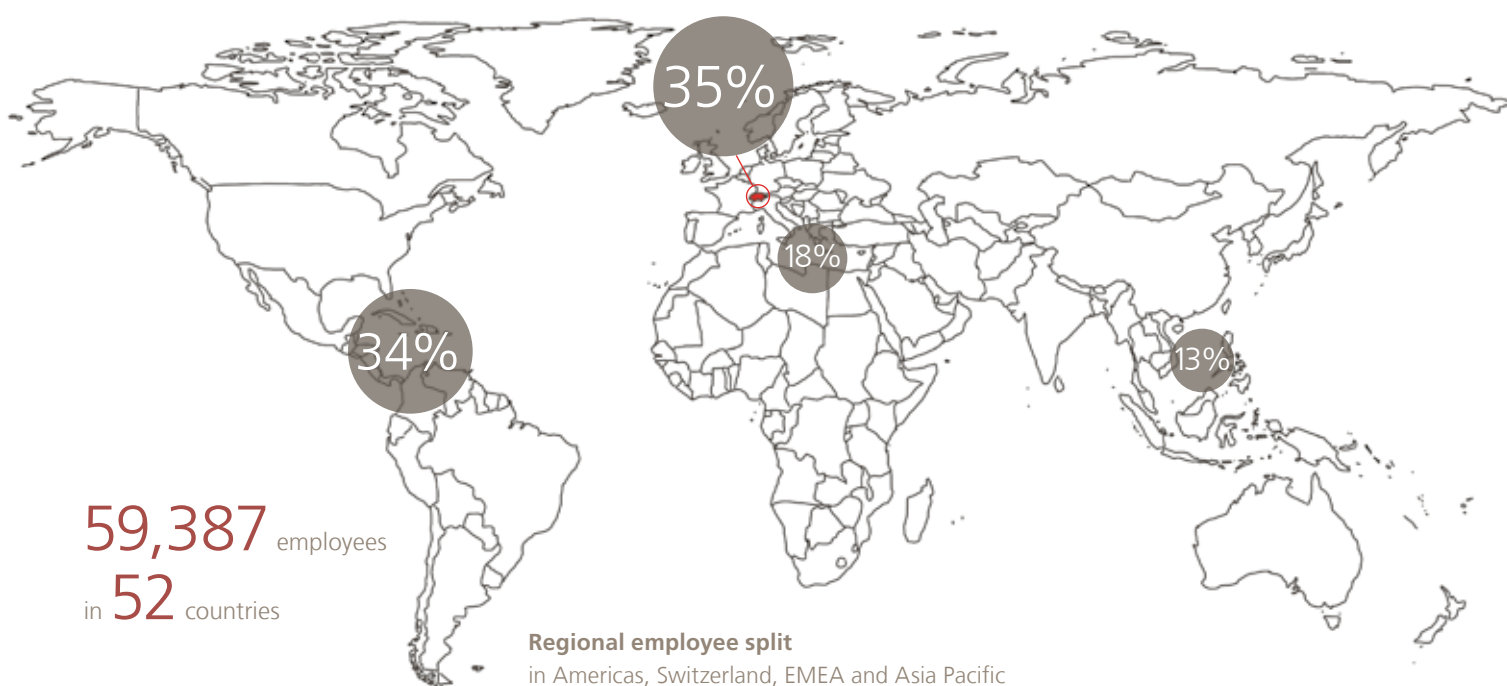 35%
18%
34%
13%
59,387 employees
in 52 countries
Regional employee split
in Americas, Switzerland, EMEA and Asia Pacific